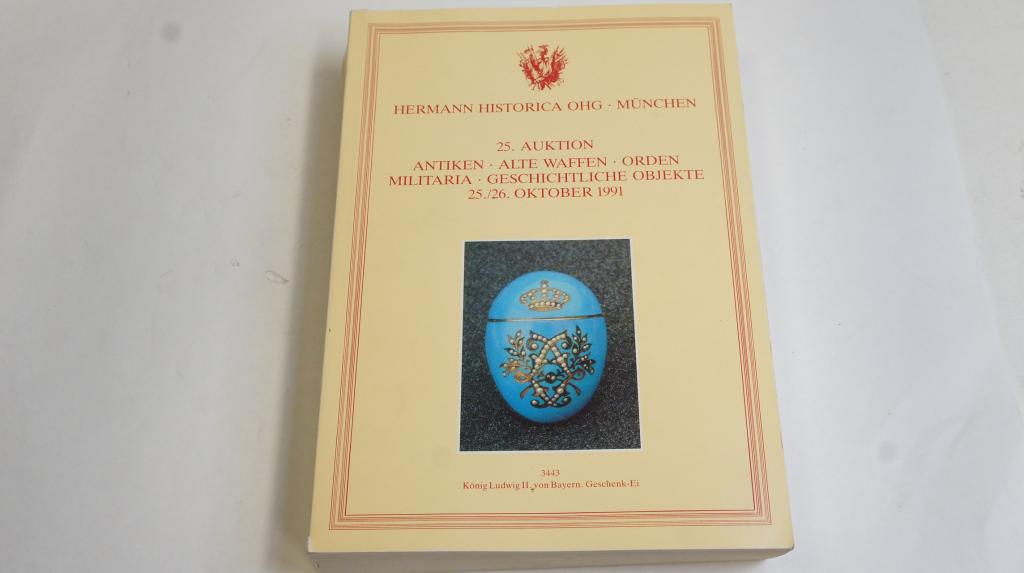 HERMANN HISTORICA OHG · MÜNCHEN
25. AUKTION
ANTIKEN · ALTE WAFFEN · ORDEN
MILITARIA · GESCHICHTLICHE OBJEKTE
25./26. OKTOBER 1991
3443
König Ludwig II. von Bayern. Geschenk-Ei